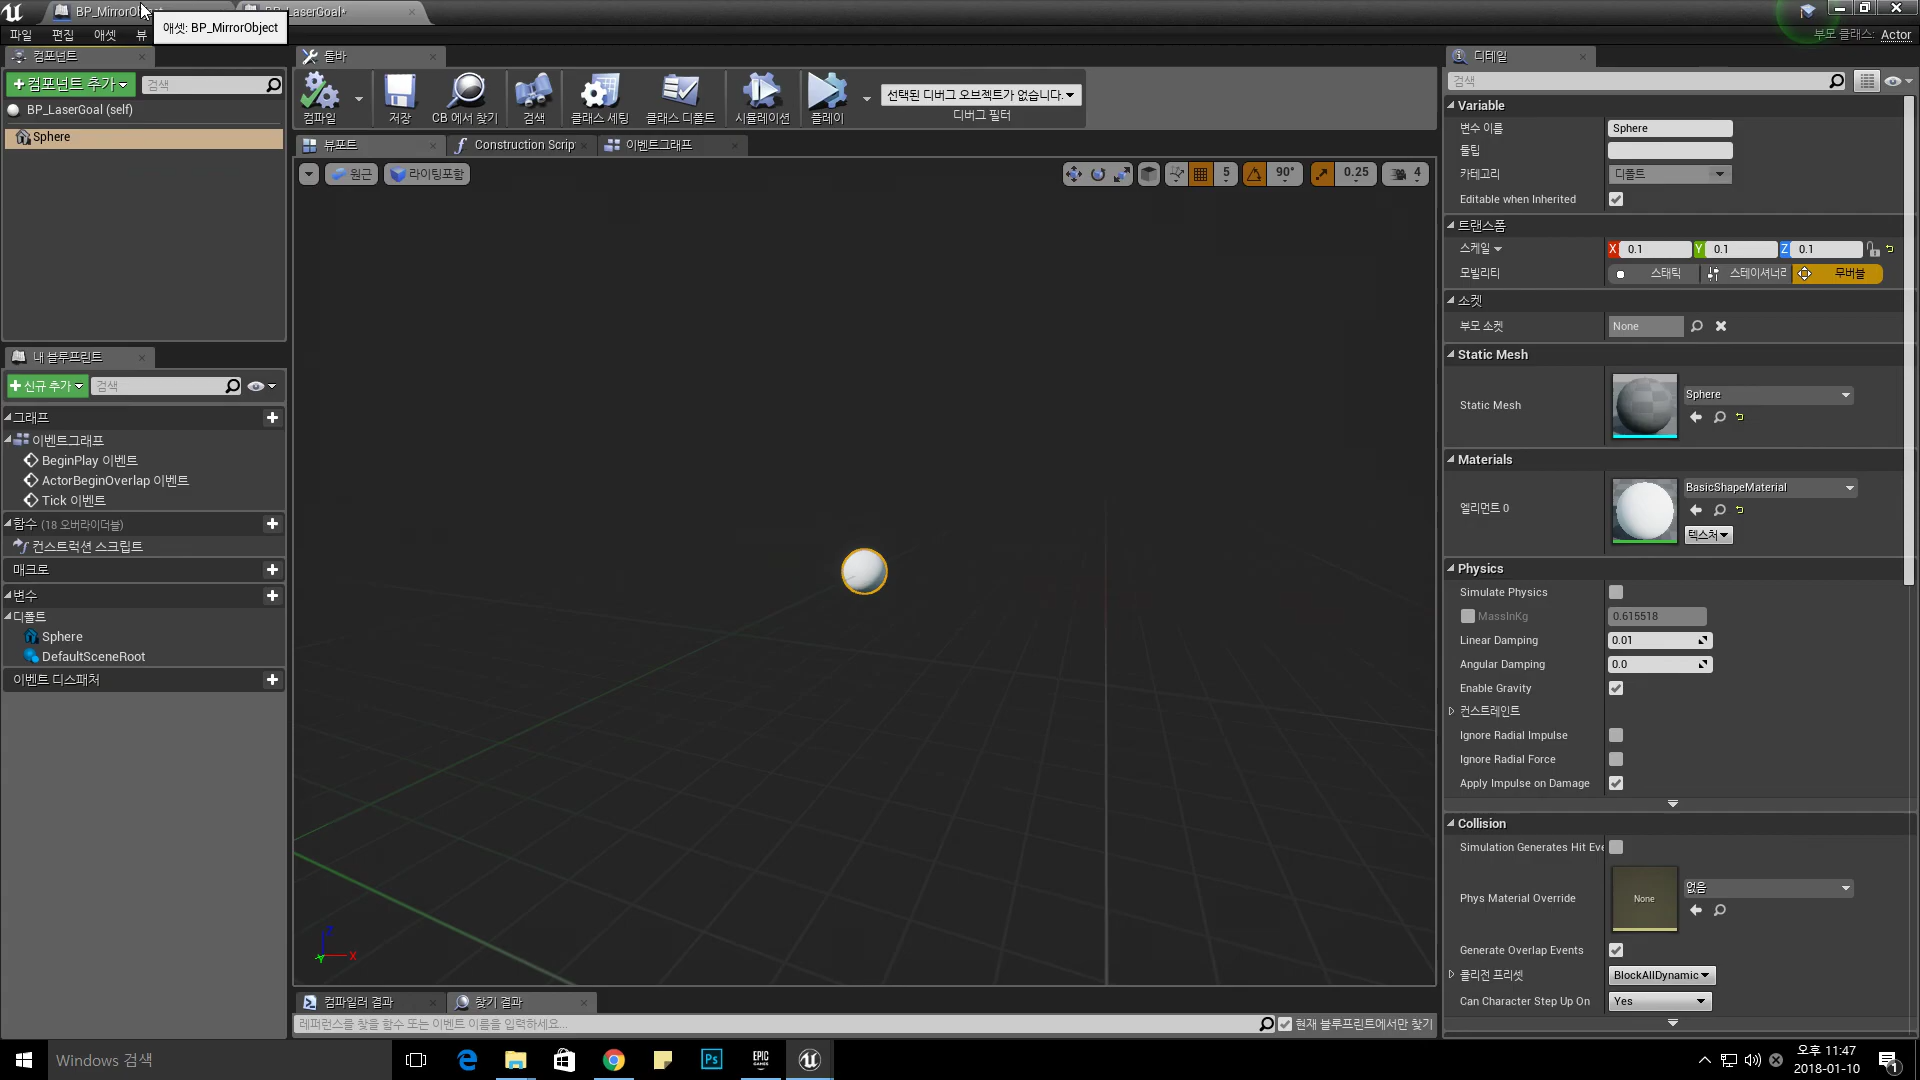 BP_MirrorObject
BP_LaserGoal*
애셋: BP_MirrorObject
파일
편집
애셋
뷰
부모 클래스: Actor
컴포넌트
컴포넌트 추가
검색
BP_LaserGoal (self)
Sphere
내 블루프린트
신규 추가
검색
그래프
이벤트그래프
BeginPlay 이벤트
ActorBeginOverlap 이벤트
Tick 이벤트
함수 (18 오버라이더블)
컨스트럭션 스크립트
매크로
변수
디폴트
Sphere
DefaultSceneRoot
이벤트 디스패처
툴바
컴파일
저장
CB 에서 찾기
검색
클래스 세팅
클래스 디폴트
시뮬레이션
플레이
선택된 디버그 오브젝트가 없습니다.
디버그 필터
뷰포트
Construction Scrip
이벤트그래프
원근
라이팅포함
5
90°
0.25
4
Z
X
Y
컴파일러 결과
찾기 결과
레퍼런스를 찾을 함수 또는 이벤트 이름을 입력하세요...
현재 블루프린트에서만 찾기
디테일
검색
Variable
변수 이름
Sphere
툴팁
카테고리
디폴트
Editable when Inherited
트랜스폼
스케일
X 0.1
Y 0.1
Z 0.1
모빌리티
스태틱
스테이셔너리
무버블
소켓
부모 소켓
None
Static Mesh
Static Mesh
Sphere
Materials
엘리먼트 0
BasicShapeMaterial
텍스처
Physics
Simulate Physics
MassInKg
0.615518
Linear Damping
0.01
Angular Damping
0.0
Enable Gravity
컨스트레인트
Ignore Radial Impulse
Ignore Radial Force
Apply Impulse on Damage
Collision
Simulation Generates Hit Eve
Phys Material Override
None
없음
Generate Overlap Events
콜리전 프리셋
BlockAllDynamic
Can Character Step Up On
Yes
Windows 검색
Ps
EPIC
GAMES
오후 11:47
2018-01-10
1